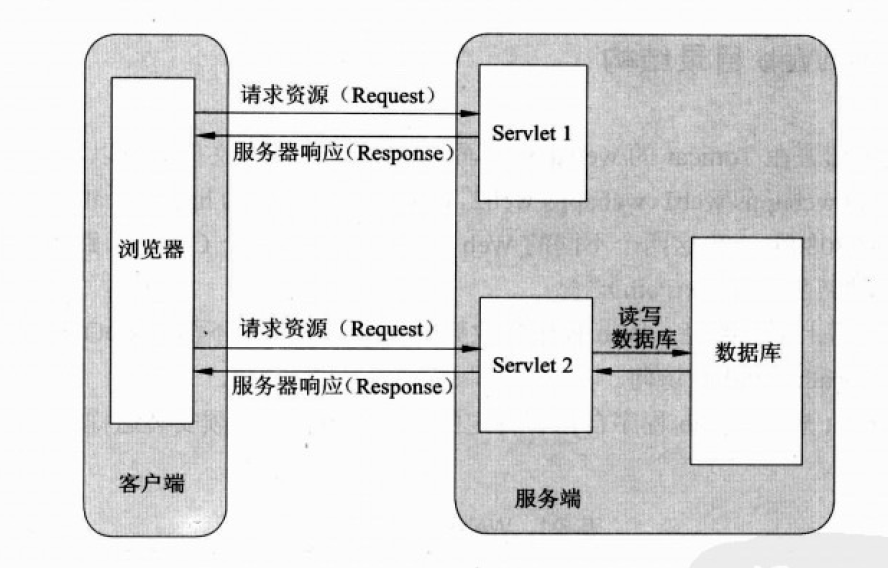 请求资源（Request）
服务器响应(Response)
Servlet 1
浏览器
请求资源（Request）
服务器响应(Response)
Servlet 2
读写
数据库
数据库
客户端
服务端